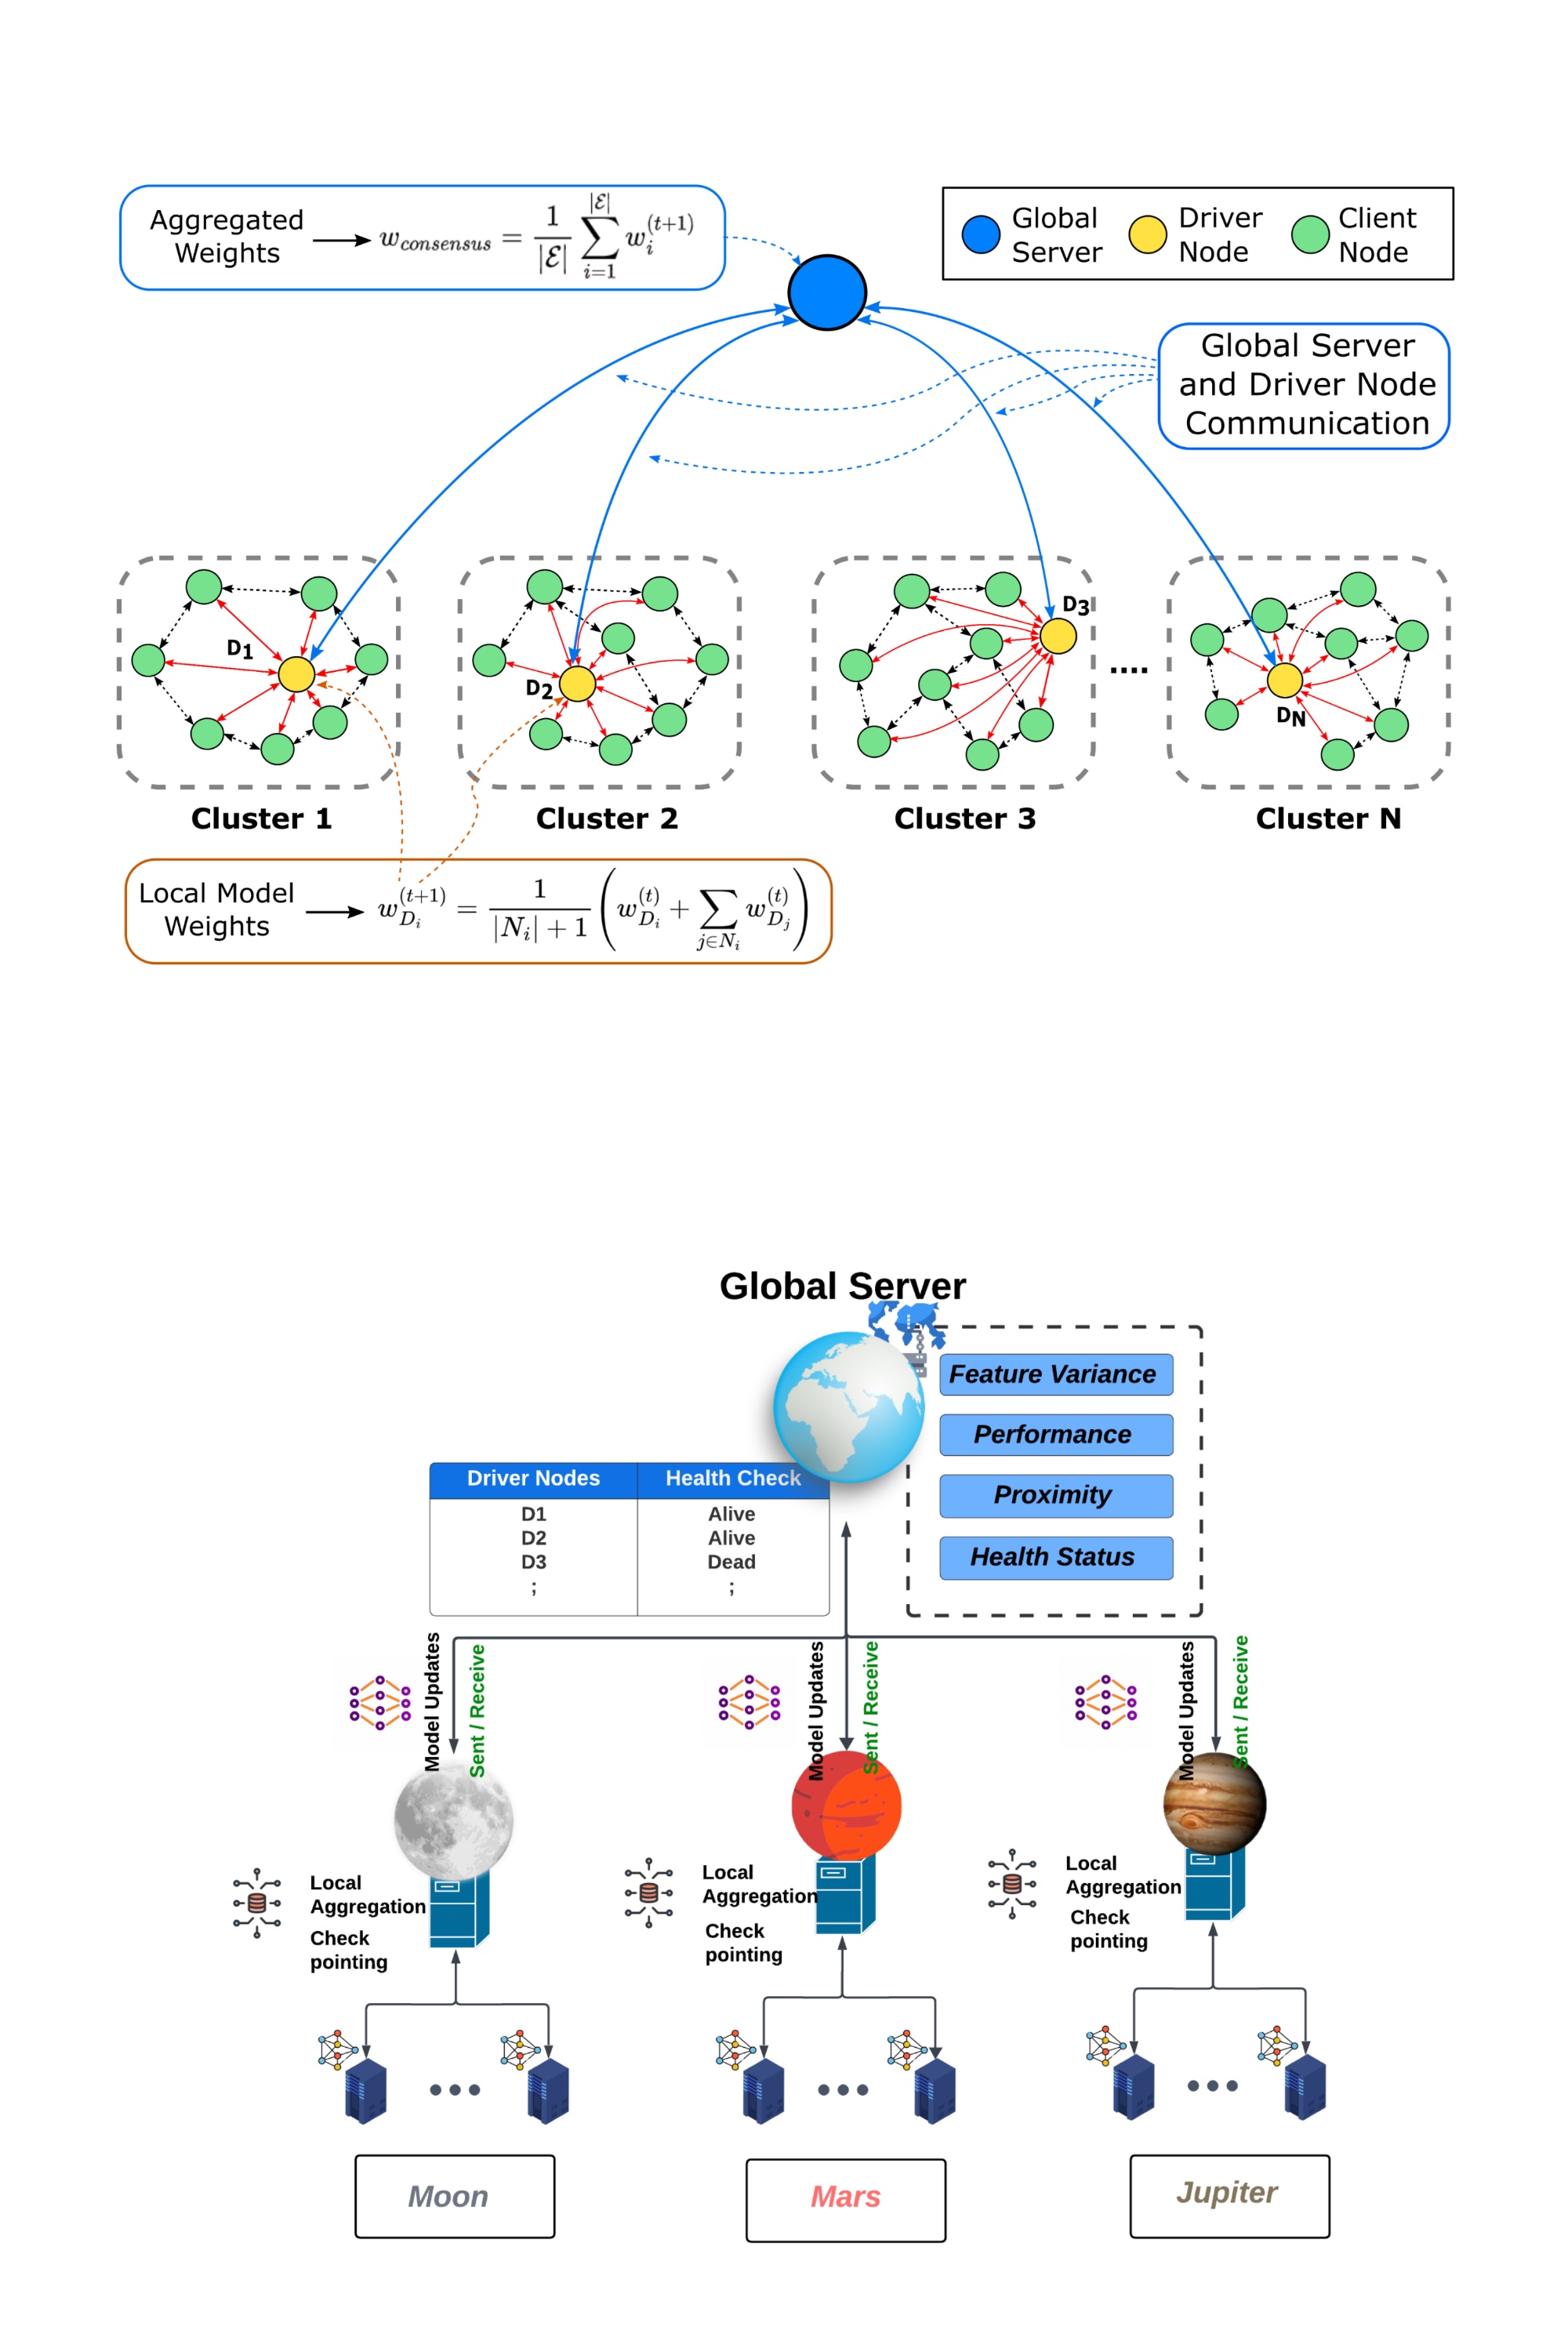 Aggregated
Weights
w_{consensus} = \frac{1}{|\mathcal{E}|} \sum_{i=1}^{|\mathcal{E}|} w_i^{(t+1)}
Global
Server
Driver
Node
Client
Node
Global Server
and Driver Node
Communication
D1
D2
D3
....
DN
Cluster 1
Cluster 2
Cluster 3
Cluster N
Local Model
Weights
w_{D_i}^{(t+1)} = \frac{1}{|N_i| + 1} \left( w_{D_i}^{(t)} + \sum_{j \in N_i} w_{D_j}^{(t)} \right)
Global Server
Feature Variance
Performance
Proximity
Health Status
Driver Nodes Health Check
D1 Alive
D2 Alive
D3 Dead
; ;
Model Updates
Sent / Receive
Model Updates
Sent / Receive
Model Updates
Sent / Receive
Local
Aggregation
Check
pointing
Local
Aggregation
Check
pointing
Local
Aggregation
Check
pointing
Moon
Mars
Jupiter